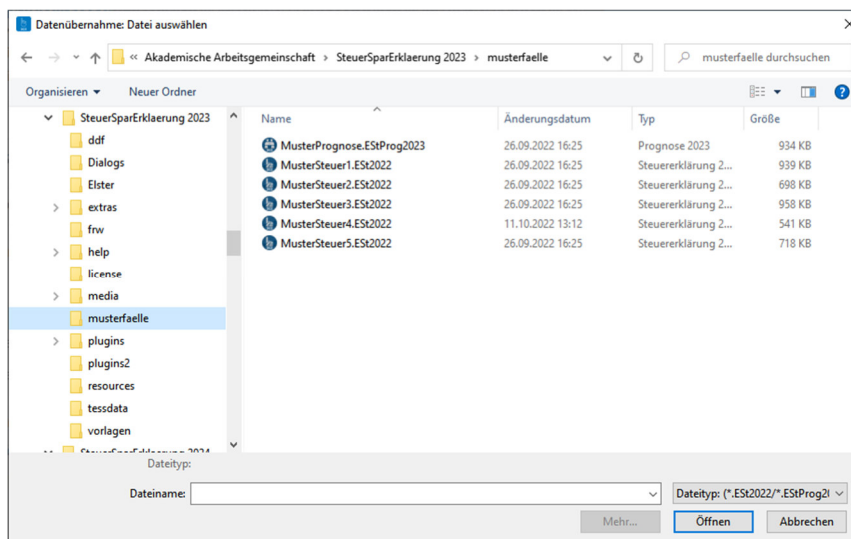 Datenübernahme: Datei auswählen
« Akademische Arbeitsgemeinschaft > SteuerSparErklaerung 2023 > musterfaelle
musterfaelle durchsuchen
Organisieren
Neuer Ordner
SteuerSparErklaerung 2023
ddf
Dialogs
Elster
extras
frw
help
license
media
musterfaelle
plugins
plugins2
resources
tessdata
vorlagen
SteuerSparErklaerung 2024
Name Änderungsdatum Typ Größe
MusterPrognose.EStProg2023 26.09.2022 16:25 Prognose 2023 934 KB
MusterSteuer1.ESt2022 26.09.2022 16:25 Steuererklärung 2... 939 KB
MusterSteuer2.ESt2022 26.09.2022 16:25 Steuererklärung 2... 698 KB
MusterSteuer3.ESt2022 26.09.2022 16:25 Steuererklärung 2... 958 KB
MusterSteuer4.ESt2022 11.10.2022 13:12 Steuererklärung 2... 541 KB
MusterSteuer5.ESt2022 26.09.2022 16:25 Steuererklärung 2... 718 KB
Dateityp:
Dateiname:
Dateityp: (*.ESt2022/*.EStProg2(
Mehr...
Öffnen
Abbrechen